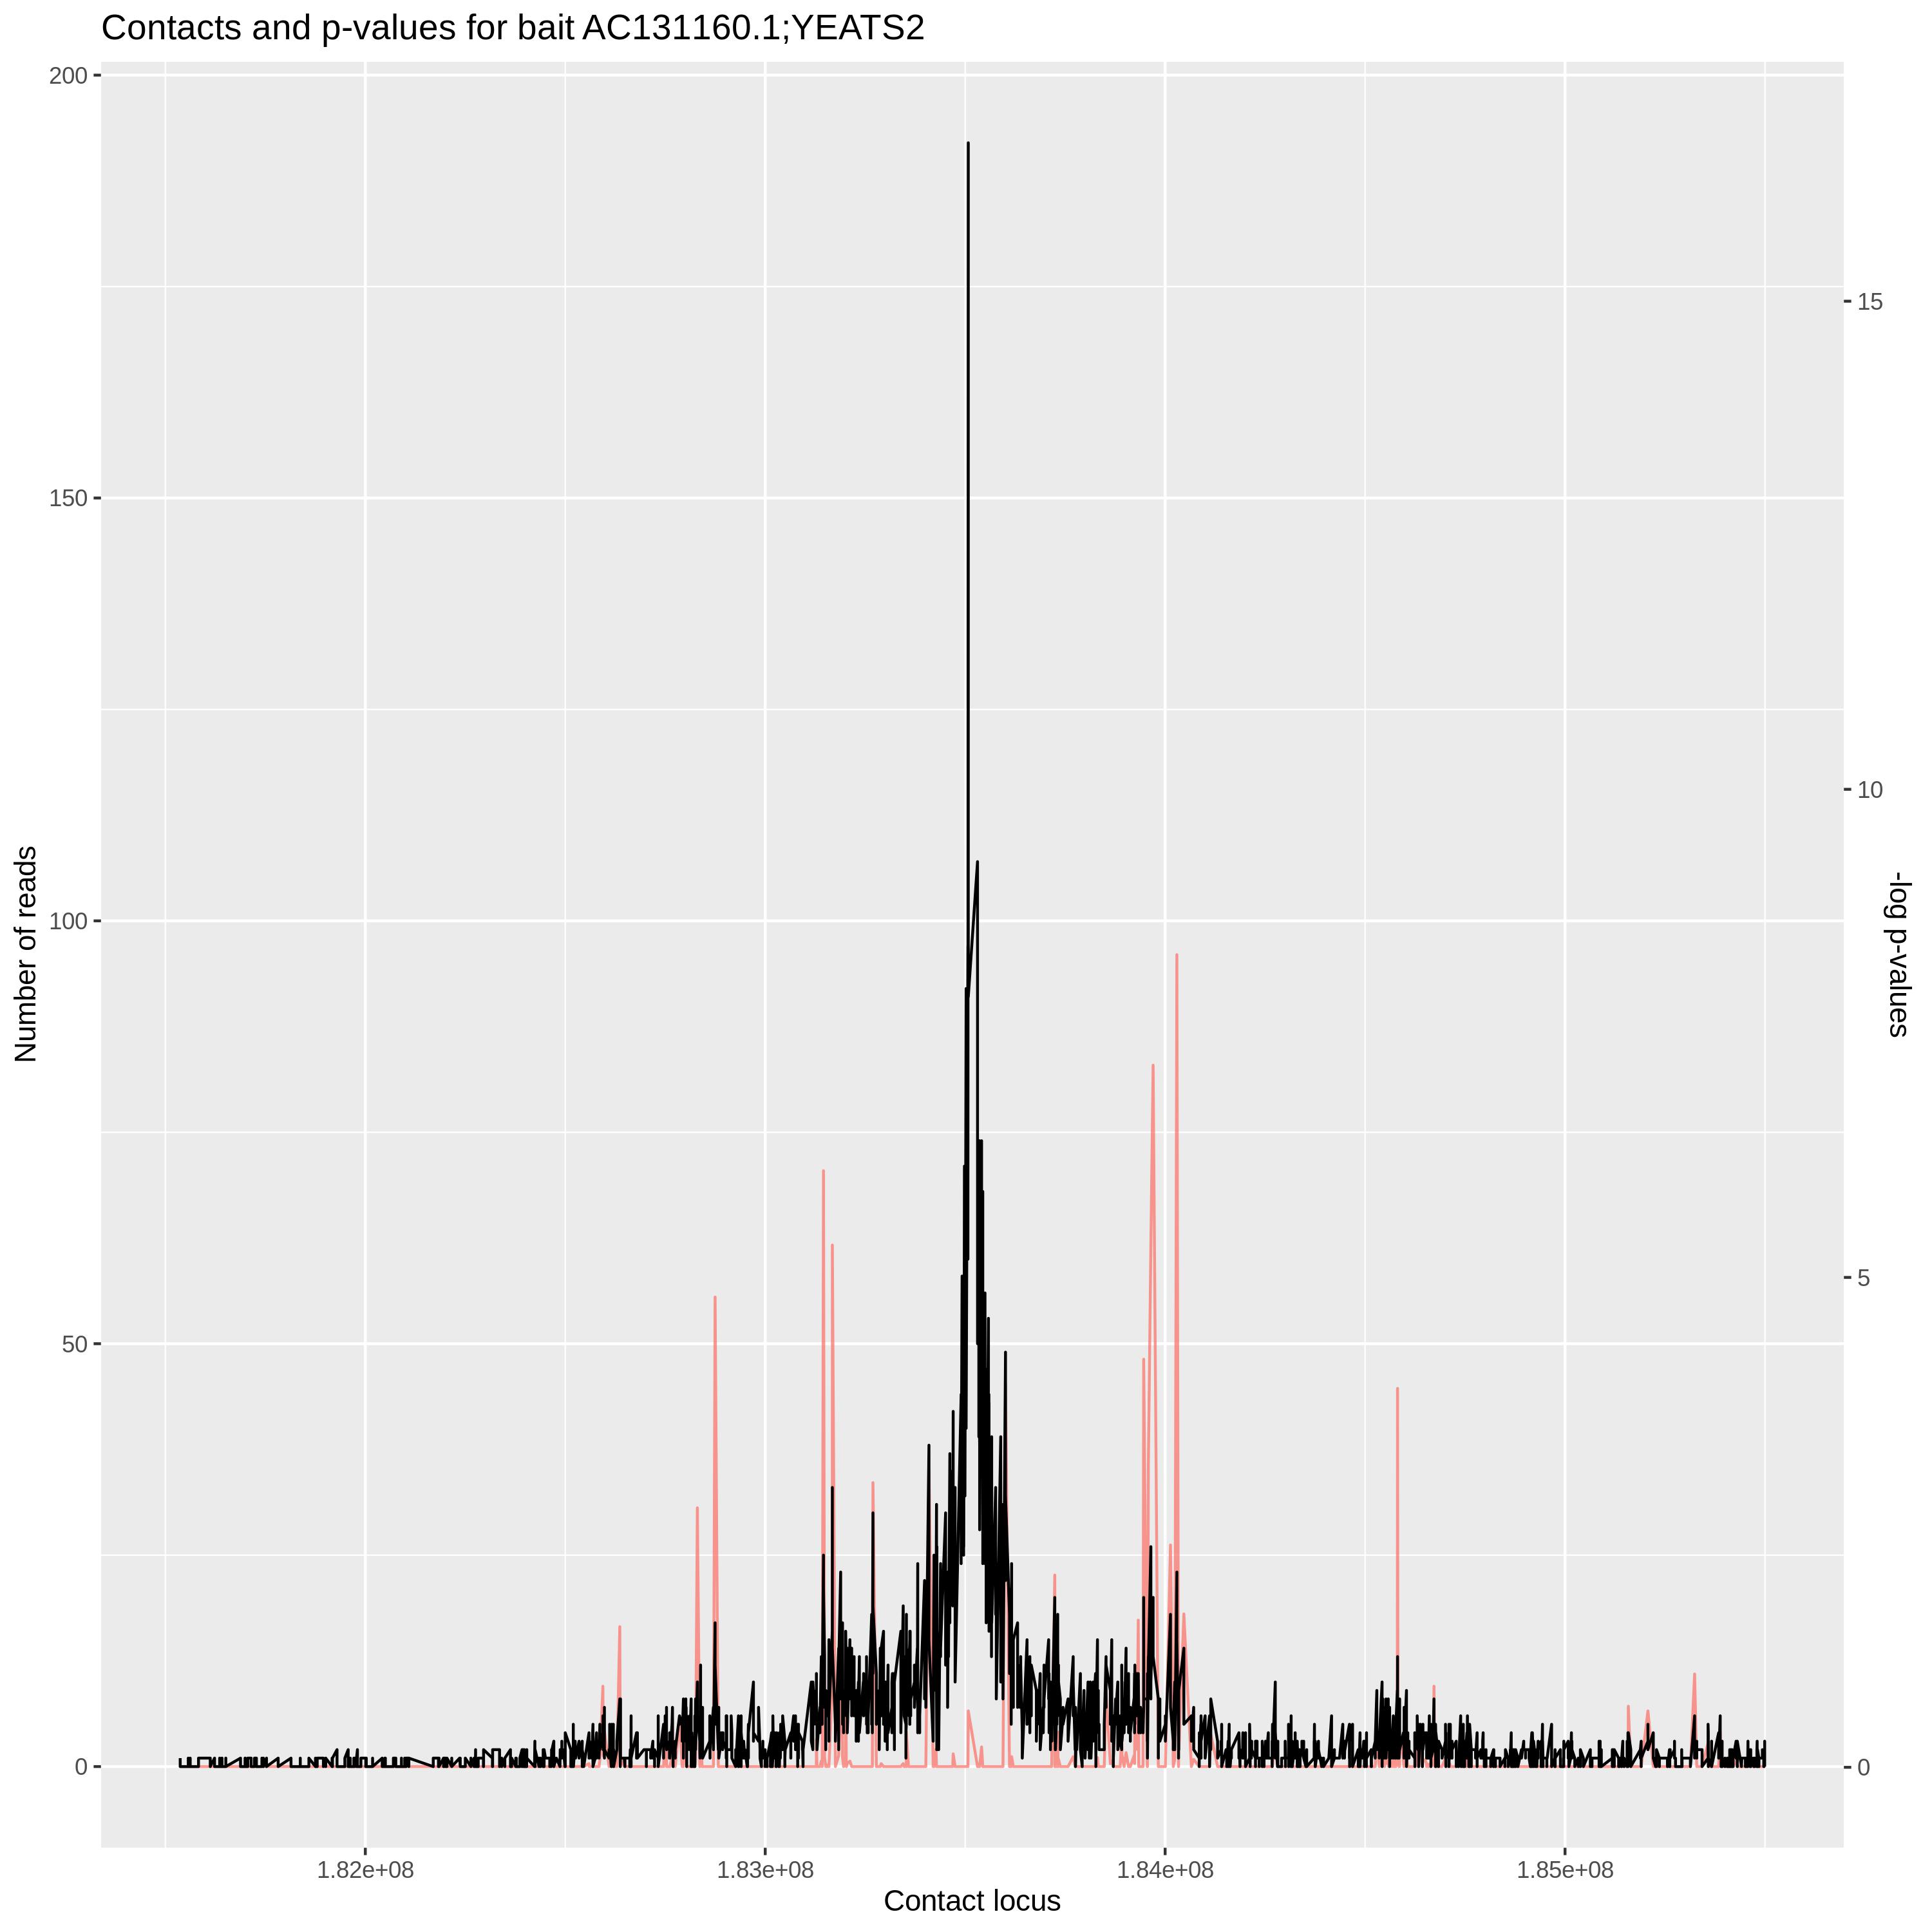 Contacts and p-values for bait AC131160.1;YEATS2
200
150
100
50
0
Number of reads
15
10
5
0
-log p-values
1.82e+08 1.83e+08 1.84e+08 1.85e+08
Contact locus